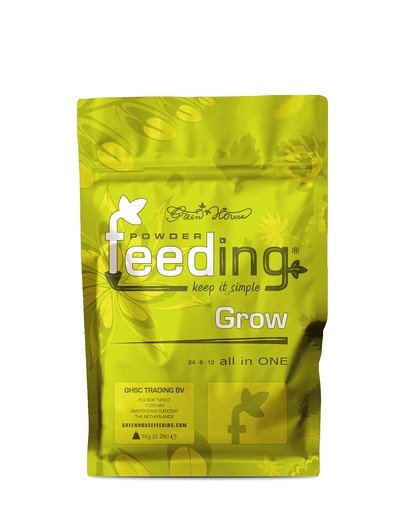 Green House
POWDER
feeding®
keep it simple
Grow
24-6-12 all in ONE
GHSC TRADING BV
P.O. BOX 12507
1100 AM
AMSTERDAM ZUIDOOST
THE NETHERLANDS
GREENHOUSEFEEDING.COM
1Kg (2.2lb) ℮
f